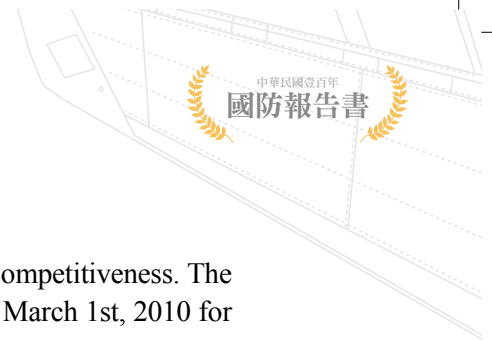 中華民國壹百年
國防報告書
ompetitiveness. The
March 1st, 2010 for